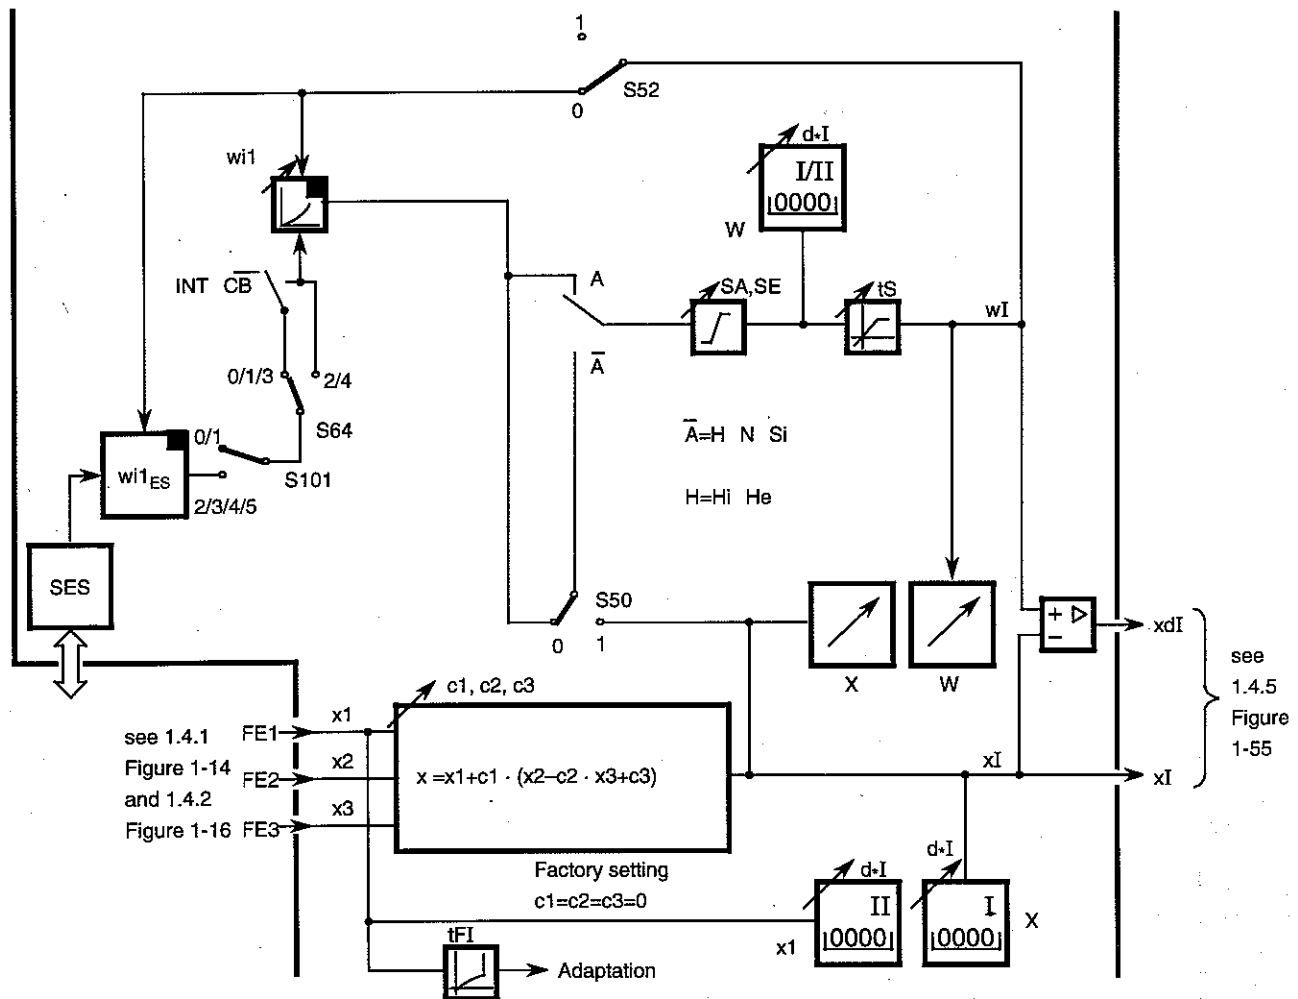 1
S52
0
d*I
wi1
I/II
0000
W
INT C̅B̅
A
SA,SE
tS
wI
A̅
0/1/3
2/4
S64
A̅=H N Si
0/1
wi1ES
S101
2/3/4/5
H=Hi He
SES
S50
0
1
+
−
xdI
X
W
see
1.4.5
Figure
1-55
c1, c2, c3
see 1.4.1
Figure 1-14
and 1.4.2
Figure 1-16
FE1
x1
FE2
x2
FE3
x3
x =x1+c1 · (x2−c2 · x3+c3)
xI
xI
Factory setting
c1=c2=c3=0
d*I
II
0000
x1
d*I
I
0000
X
tFI
Adaptation